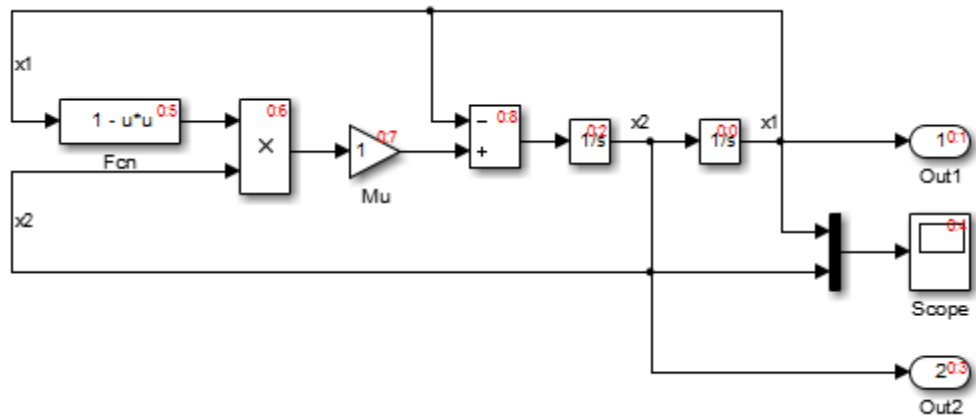 x1
1 - u*u
0:5
Fcn
0:6
×
1
0:7
Mu
−
+
0:8
1/s
0:2
x2
1/s
0:0
x1
1
0:1
Out1
x2
0:4
Scope
2
0:3
Out2